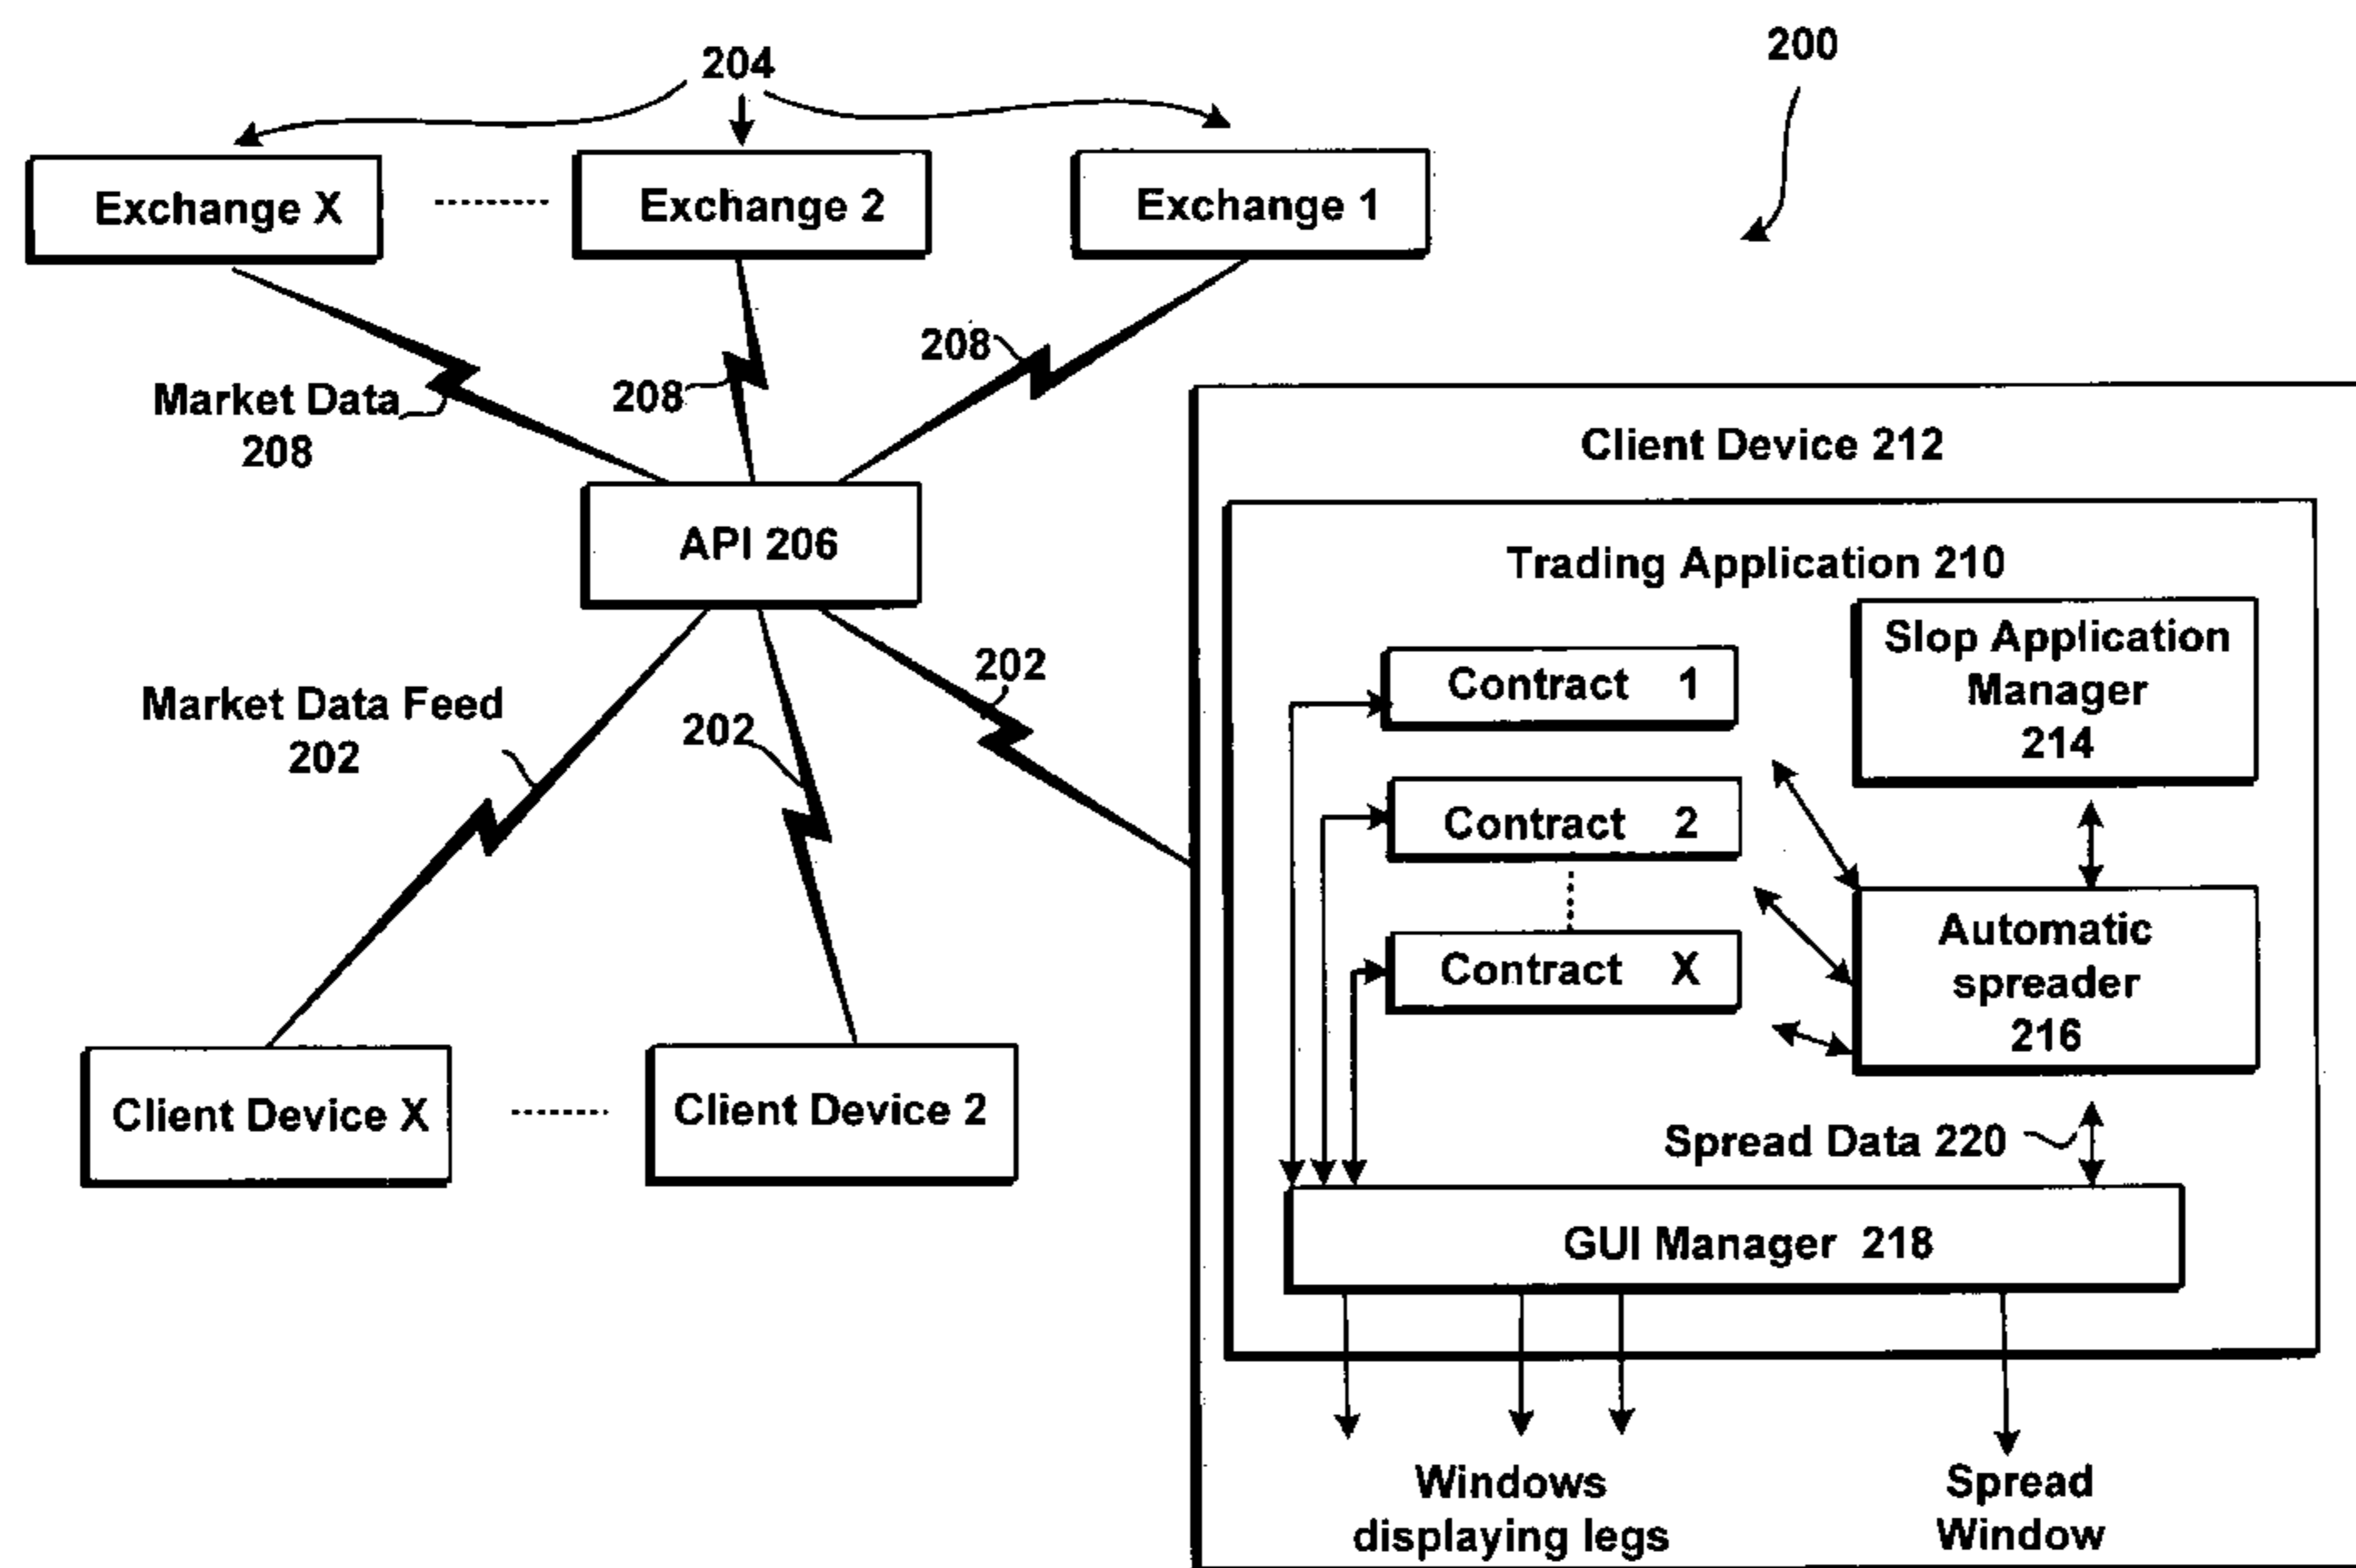 204
200
Exchange X
Exchange 2
Exchange 1
208
208
Market Data
208
Client Device 212
API 206
Trading Application 210
Slop Application
Manager
214
Contract 1
202
Market Data Feed
202
202
Contract 2
Automatic
spreader
216
Contract X
Client Device X
Client Device 2
Spread Data 220
GUI Manager 218
Windows
displaying legs
Spread
Window